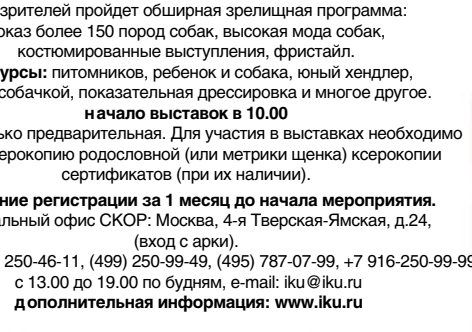 зрителей пройдет обширная зрелищная программа:
оказ более 150 пород собак, высокая мода собак,
костюмированные выступления, фристайл.
урсы: питомников, ребенок и собака, юный хендлер,
собачкой, показательная дрессировка и многое другое.
начало выставок в 10.00
ько предварительная. Для участия в выставках необходимо
серокопию родословной (или метрики щенка) ксерокопии
сертификатов (при их наличии).
ние регистрации за 1 месяц до начала мероприятия.
альный офис СКОР: Москва, 4-я Тверская-Ямская, д.24,
(вход с арки).
250-46-11, (499) 250-99-49, (495) 787-07-99, +7 916-250-99-99
с 13.00 до 19.00 по будням, e-mail: iku@iku.ru
дополнительная информация: www.iku.ru